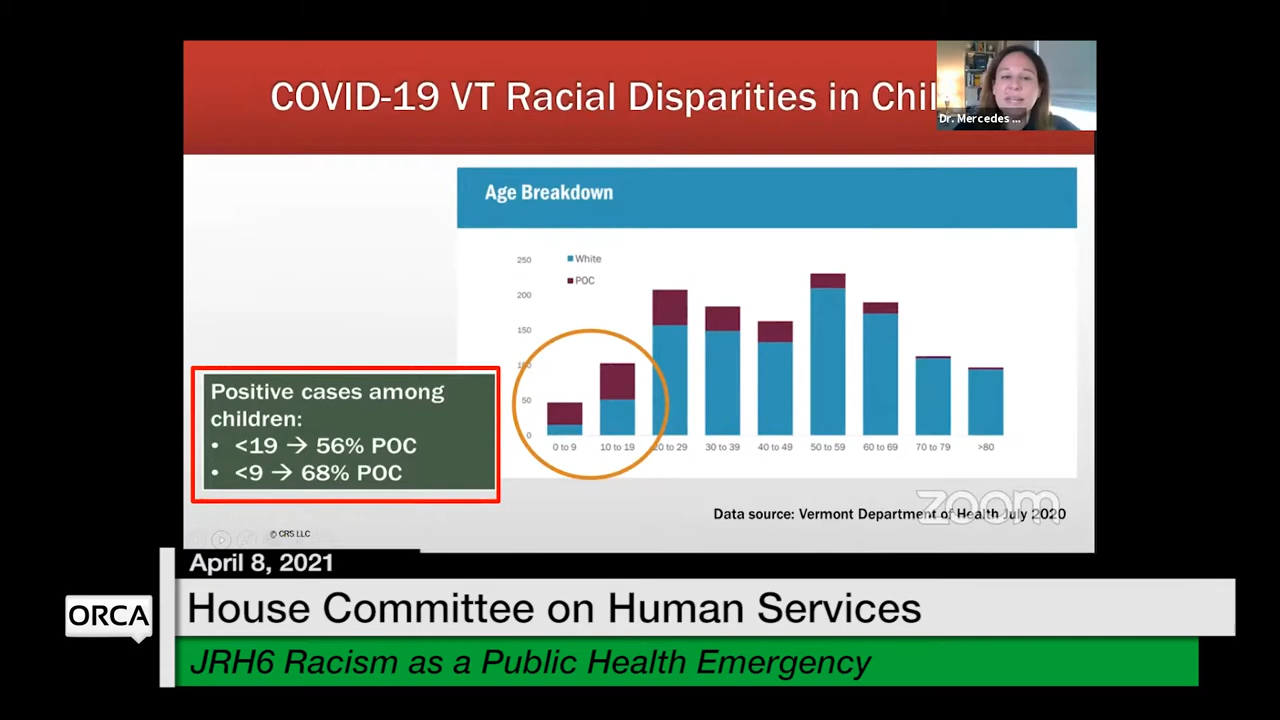 COVID-19 VT Racial Disparities in Chil
Dr. Mercedes ...
Age Breakdown
White
POC
250
200
150
100
50
0
0 to 9
10 to 19
20 to 29
30 to 39
40 to 49
50 to 59
60 to 69
70 to 79
>80
Positive cases among
children:
• <19 → 56% POC
• <9 → 68% POC
Data source: Vermont Department of Health July 2020
zoom
© CRS LLC
April 8, 2021
ORCA
House Committee on Human Services
JRH6 Racism as a Public Health Emergency